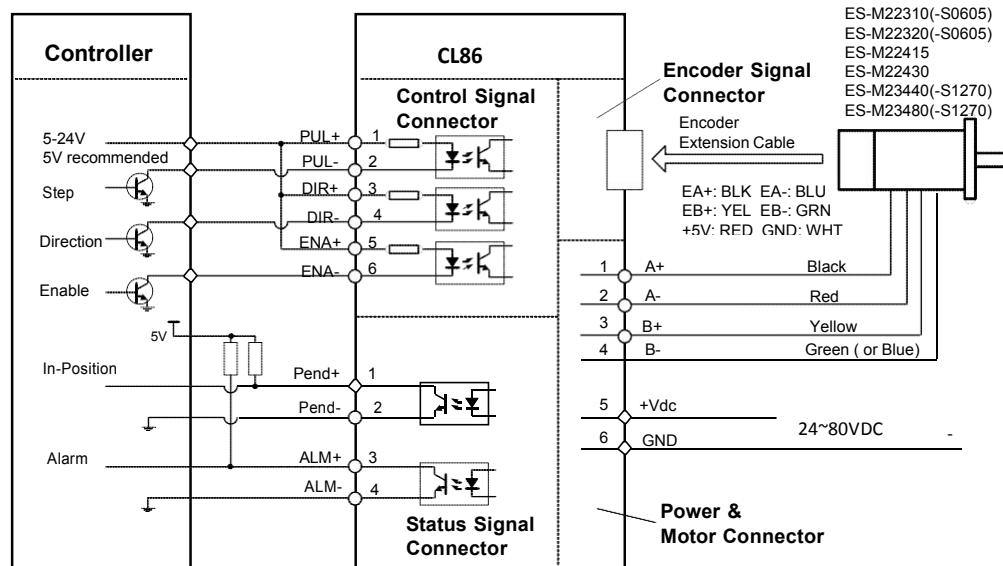 ES-M22310(-S0605)
ES-M22320(-S0605)
ES-M22415
ES-M22430
ES-M23440(-S1270)
ES-M23480(-S1270)
Controller
CL86
Control Signal
Connector
Encoder Signal
Connector
Encoder
Extension Cable
EA+: BLK EA-: BLU
EB+: YEL EB-: GRN
+5V: RED GND: WHT
5-24V
5V recommended
Step
Direction
Enable
PUL+ 1
PUL- 2
DIR+ 3
DIR- 4
ENA+ 5
ENA- 6
1 A+ Black
2 A- Red
3 B+ Yellow
4 B- Green ( or Blue)
5V
In-Position
Pend+ 1
Pend- 2
5 +Vdc
24~80VDC -
6 GND
Alarm
ALM+ 3
ALM- 4
Status Signal
Connector
Power &
Motor Connector